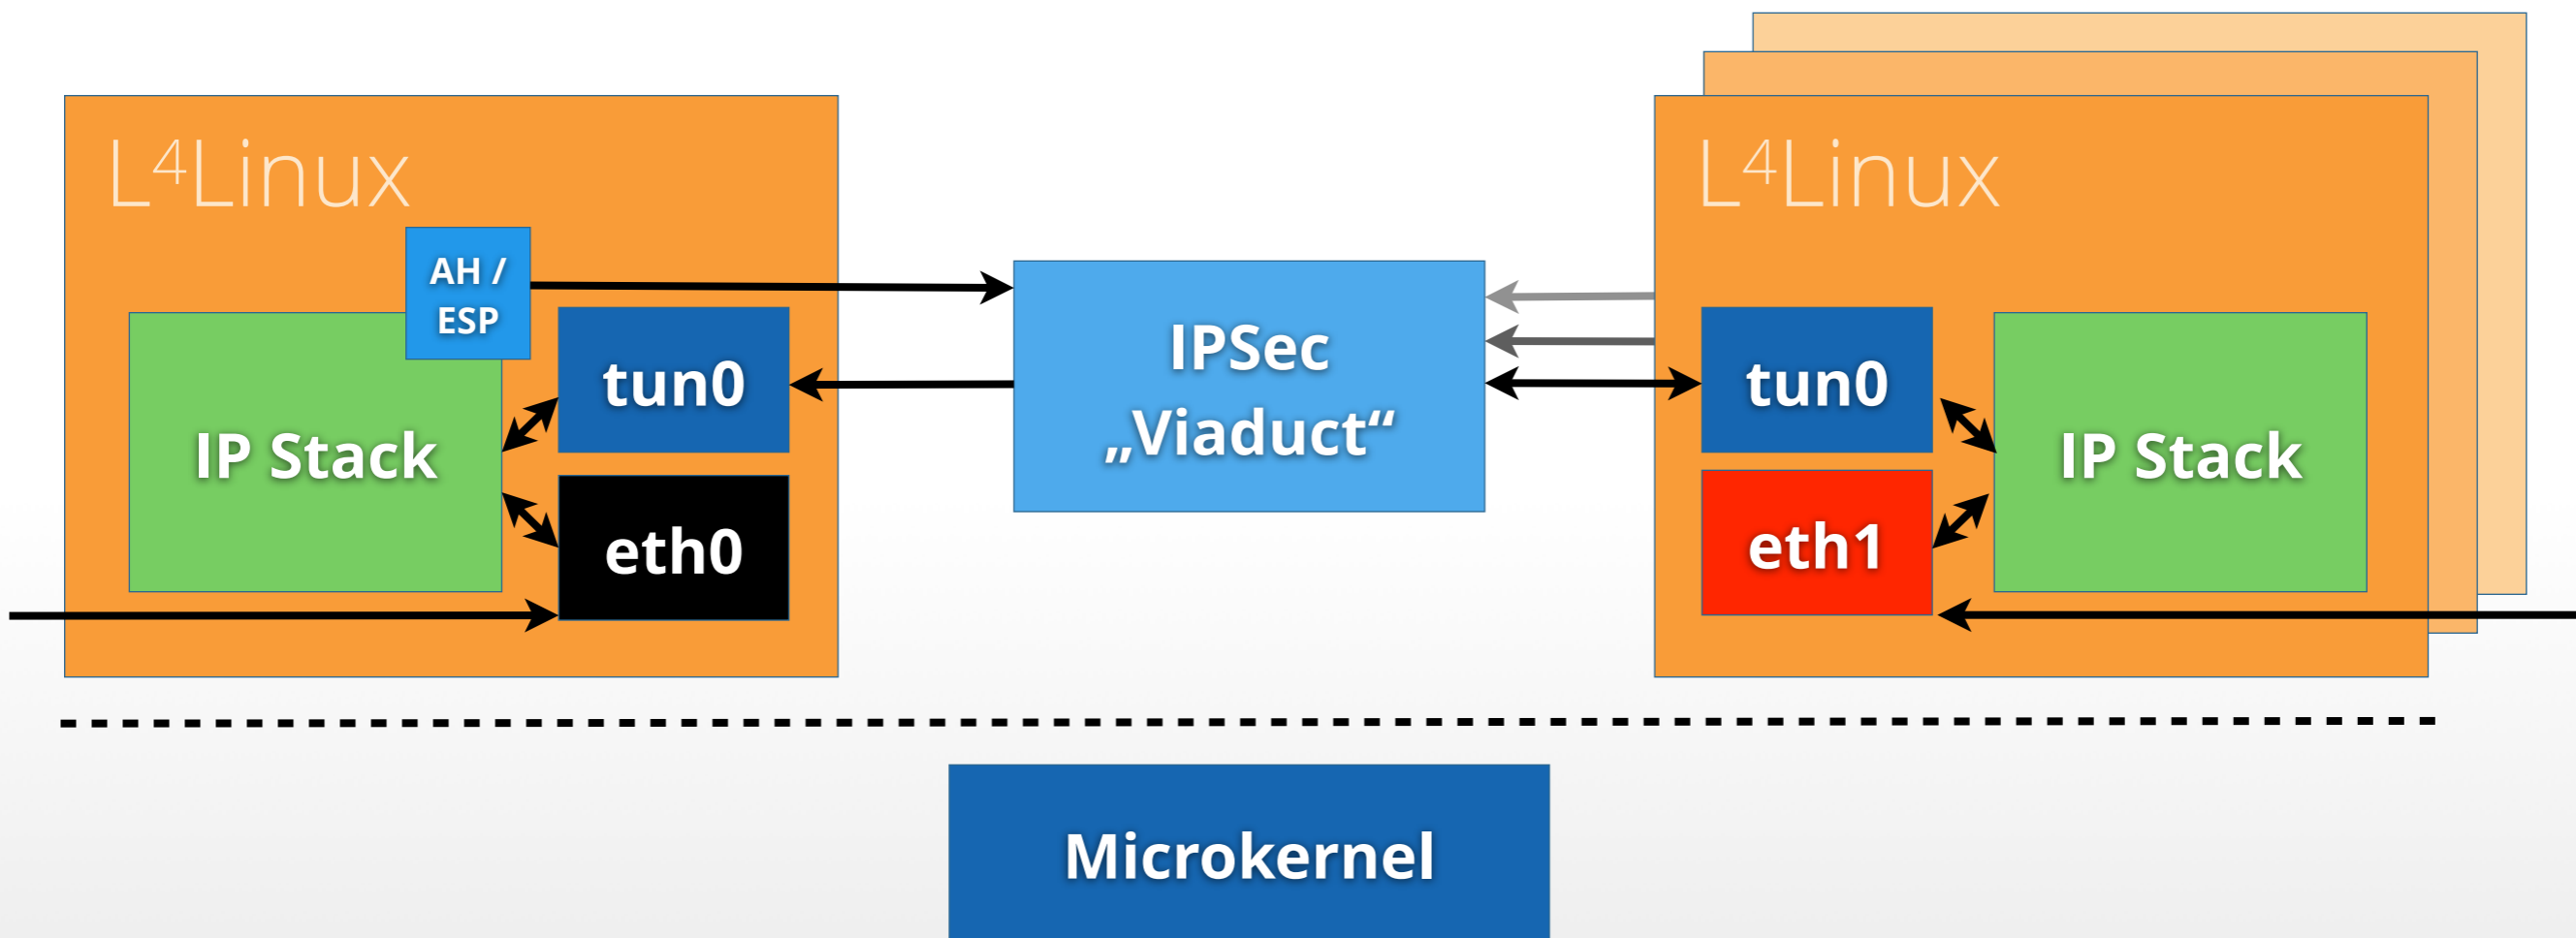 L⁴Linux
AH /
ESP
tun0
IP Stack
eth0
IPSec
„Viaduct“
L⁴Linux
tun0
IP Stack
eth1
Microkernel